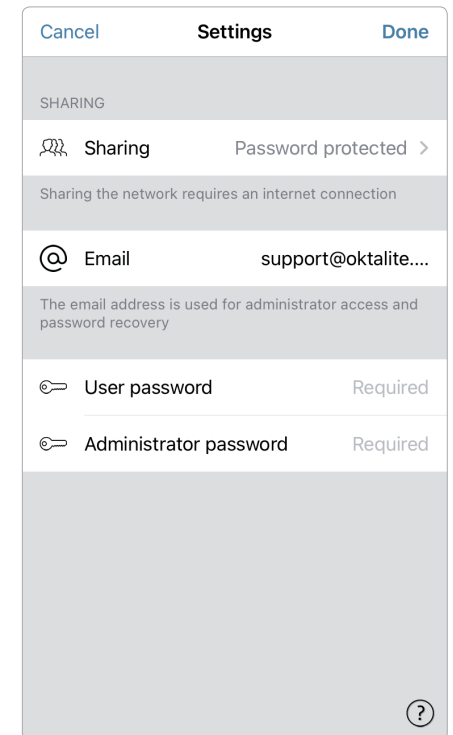 Cancel Settings Done
SHARING
Sharing Password protected >
Sharing the network requires an internet connection
Email support@oktalite....
The email address is used for administrator access and
password recovery
User password Required
Administrator password Required
?